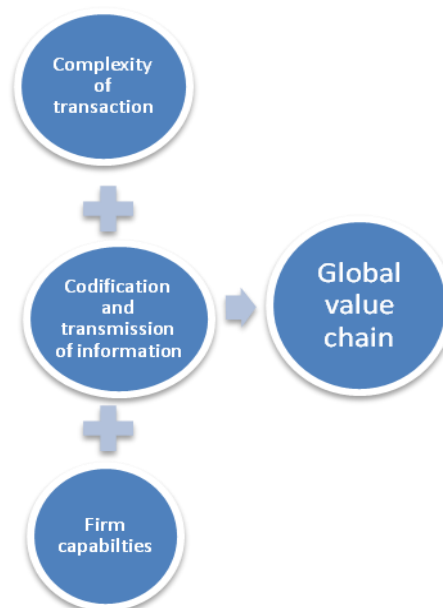 Complexity
of
transaction
Codification
and
transmission
of information
Global
value
chain
Firm
capabilties